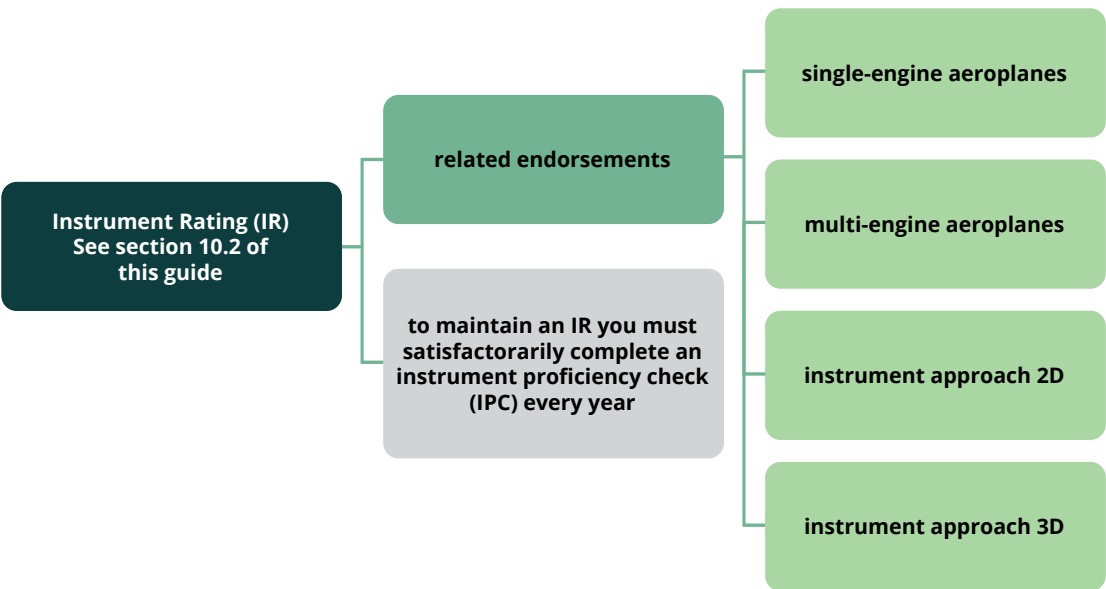 Instrument Rating (IR)
See section 10.2 of
this guide
related endorsements
to maintain an IR you must
satisfactorarily complete an
instrument proficiency check
(IPC) every year
single-engine aeroplanes
multi-engine aeroplanes
instrument approach 2D
instrument approach 3D